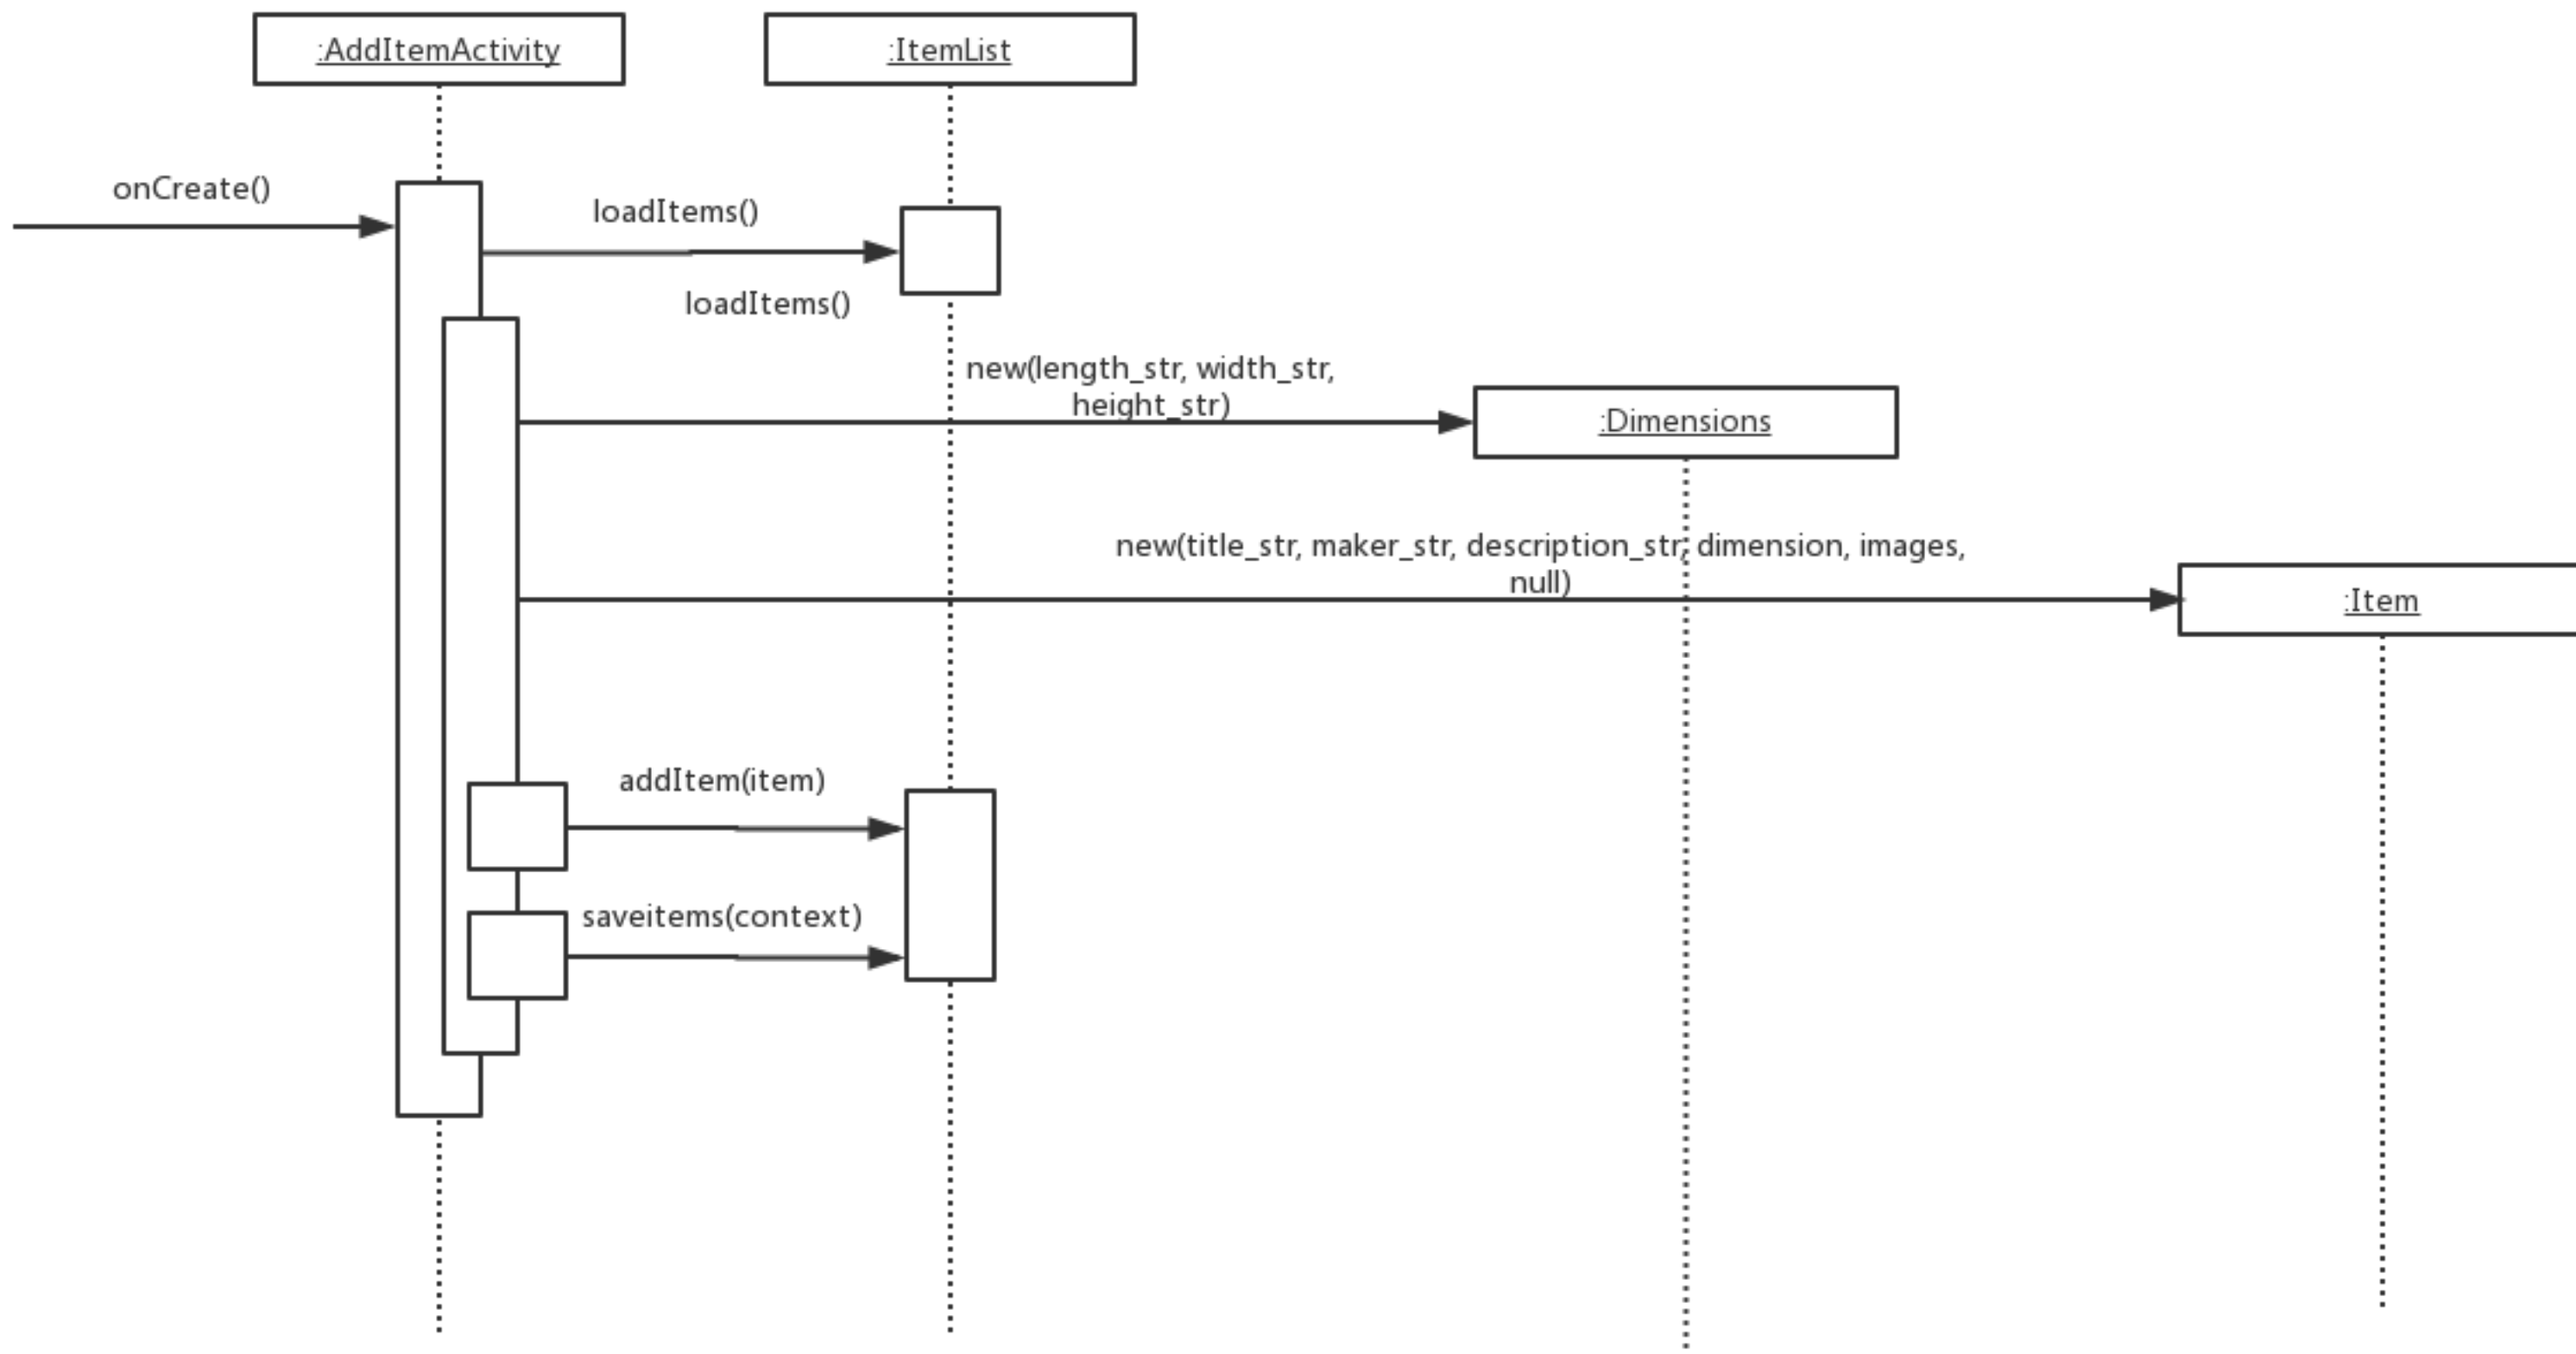 :AddItemActivity
:ItemList
onCreate()
loadItems()
loadItems()
new(length_str, width_str,
height_str)
:Dimensions
new(title_str, maker_str, description_str, dimension, images,
null)
:Item
addItem(item)
saveitems(context)